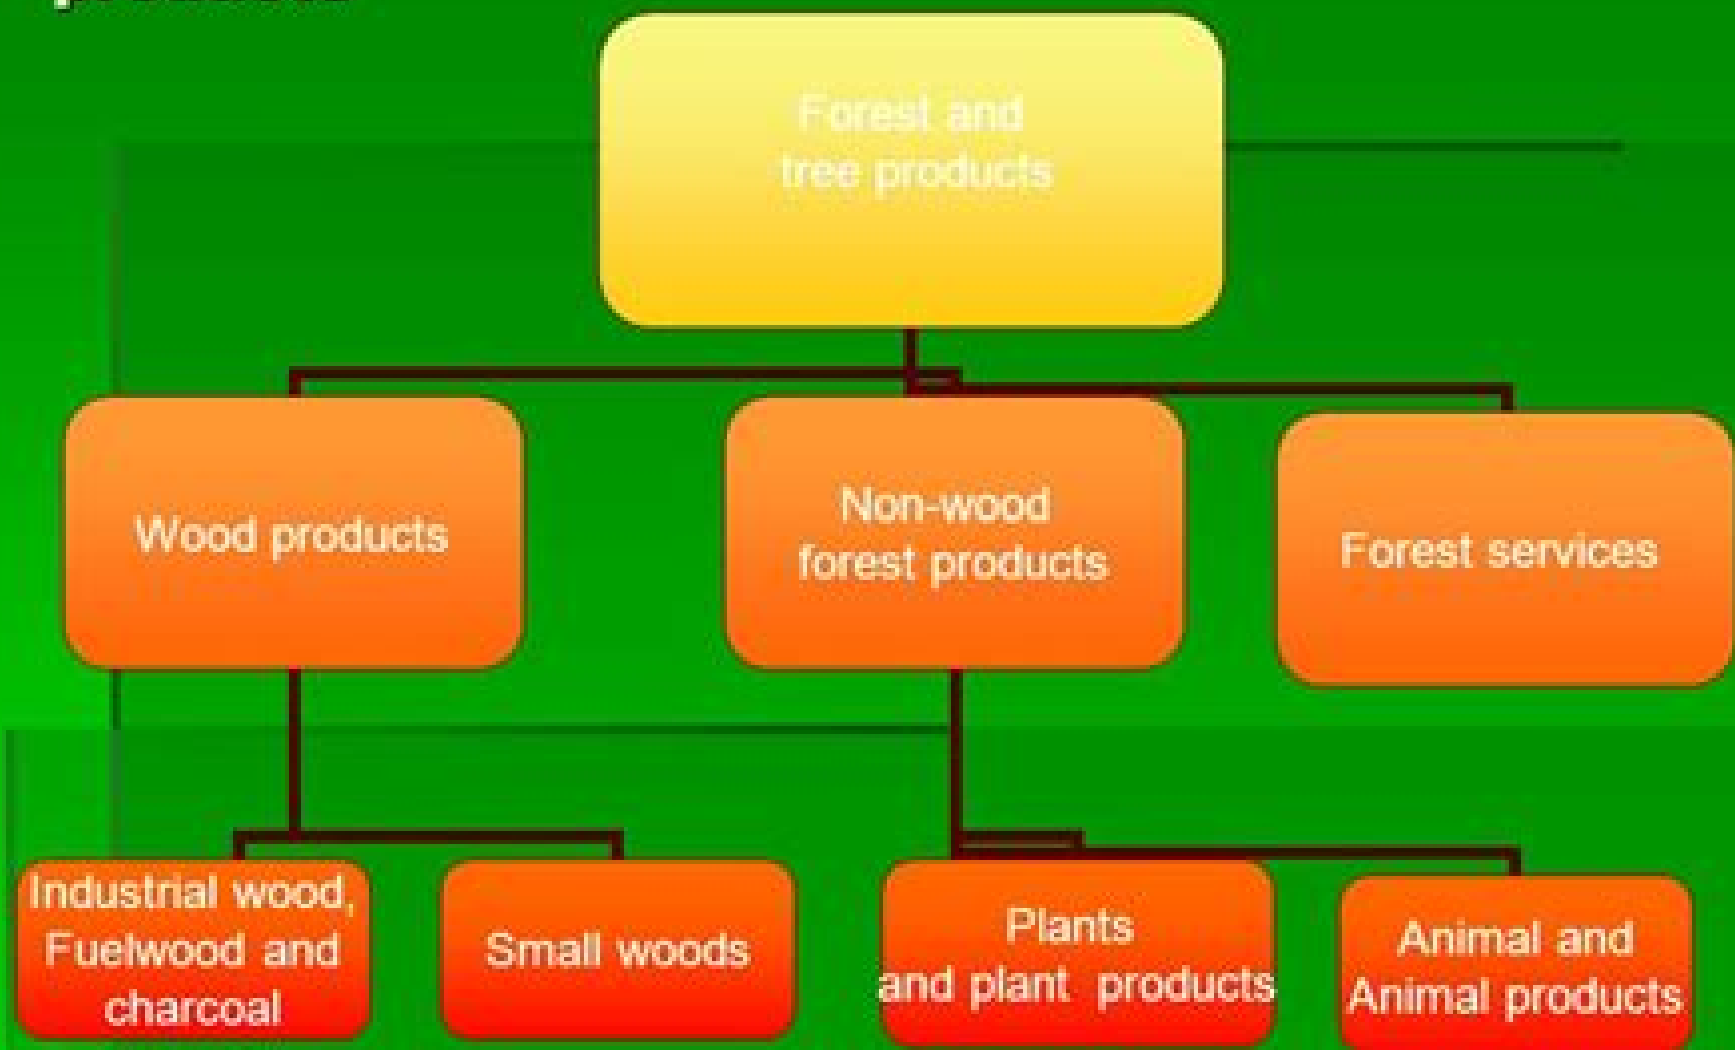 Forest and
tree products
Wood products
Non-wood
forest products
Forest services
Industrial wood,
Fuelwood and
charcoal
Small woods
Plants
and plant products
Animal and
Animal products